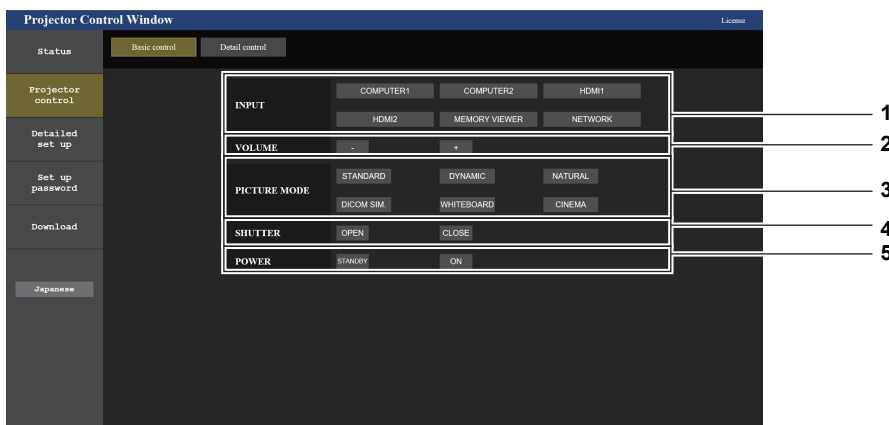 Projector Control Window
License
Status
Basic control
Detail control
Projector
control
INPUT
COMPUTER1
COMPUTER2
HDMI1
HDMI2
MEMORY VIEWER
NETWORK
1
Detailed
set up
VOLUME
-
+
2
Set up
password
PICTURE MODE
STANDARD
DYNAMIC
NATURAL
DICOM SIM.
WHITEBOARD
CINEMA
3
Download
SHUTTER
OPEN
CLOSE
4
POWER
STANDBY
ON
5
Japanese